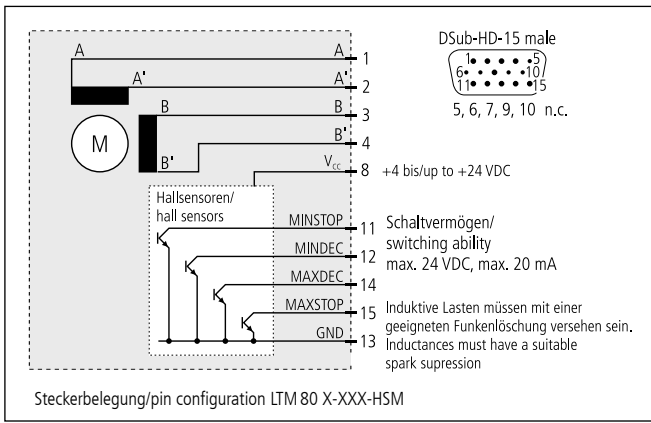 DSub-HD-15 male
1 5
6 10
11 15
5, 6, 7, 9, 10 n.c.
A A 1
A' A' 2
B B 3
B' B' 4
M
V_CC 8 +4 bis/up to +24 VDC
Hallsensoren/
hall sensors
MINSTOP 11
MINDEC 12
MAXDEC 14
MAXSTOP 15
GND 13
Schaltvermögen/
switching ability
max. 24 VDC, max. 20 mA
Induktive Lasten müssen mit einer
geeigneten Funkenlöschung versehen sein.
Inductances must have a suitable
spark supression
Steckerbelegung/pin configuration LTM 80 X-XXX-HSM